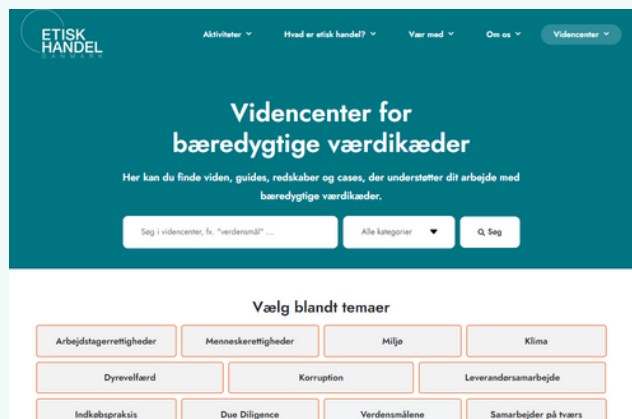 ETISK
HANDEL
DANMARK
Aktiviteter
Hvad er etisk handel?
Vær med
Om os
Videncenter
Videncenter for
bæredygtige værdikæder
Her kan du finde viden, guides, redskaber og cases, der understøtter dit arbejde med
bæredygtige værdikæder.
Søg i videncenter, fx. "verdensmål" ...
Alle kategorier
Søg
Vælg blandt temaer
Arbejdstagerrettigheder
Menneskerettigheder
Miljø
Klima
Dyrevelfærd
Korruption
Leverandørsamarbejde
Indkøbspraksis
Due Diligence
Verdensmålene
Samarbejder på tværs